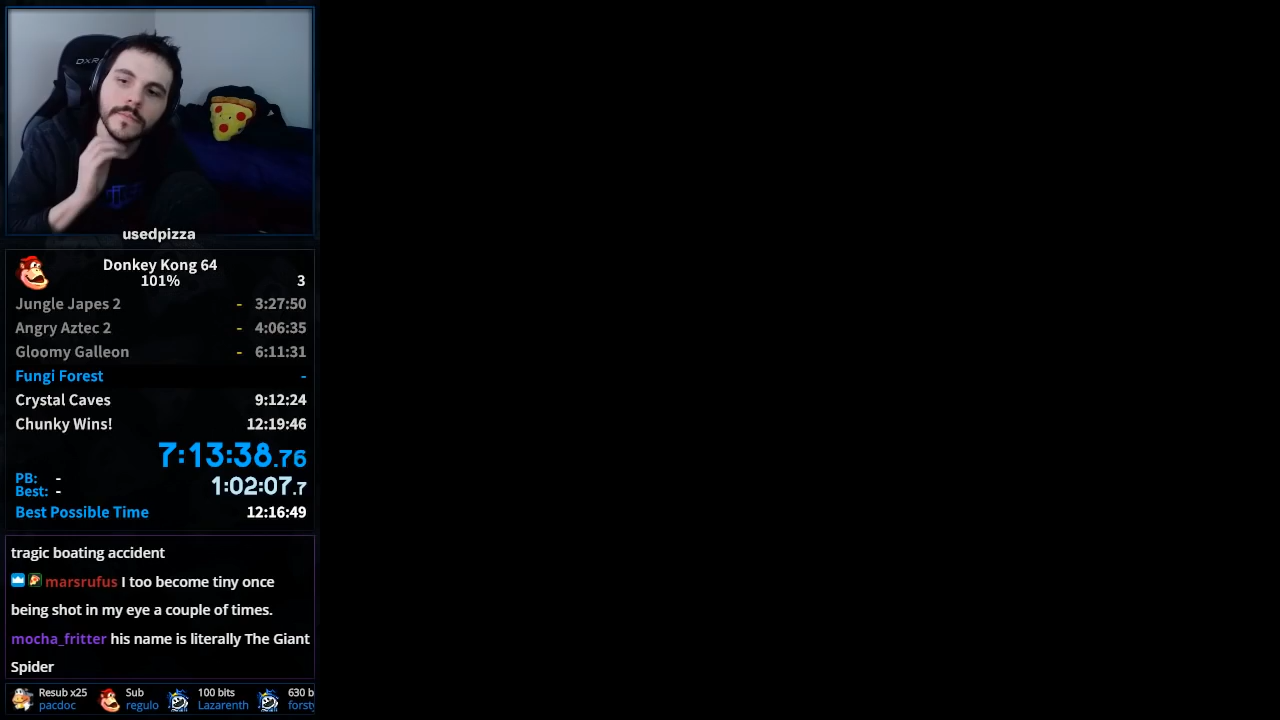 DXR
usedpizza
Donkey Kong 64
101% 3
Jungle Japes 2 - 3:27:50
Angry Aztec 2 - 4:06:35
Gloomy Galleon - 6:11:31
Fungi Forest -
Crystal Caves 9:12:24
Chunky Wins! 12:19:46
7:13:38.76
PB: -
Best: - 1:02:07.7
Best Possible Time 12:16:49
tragic boating accident
marsrufus I too become tiny once
being shot in my eye a couple of times.
mocha_fritter his name is literally The Giant
Spider
Resub x25 Sub 100 bits 630 b
pacdoc regulo Lazarenth forsty